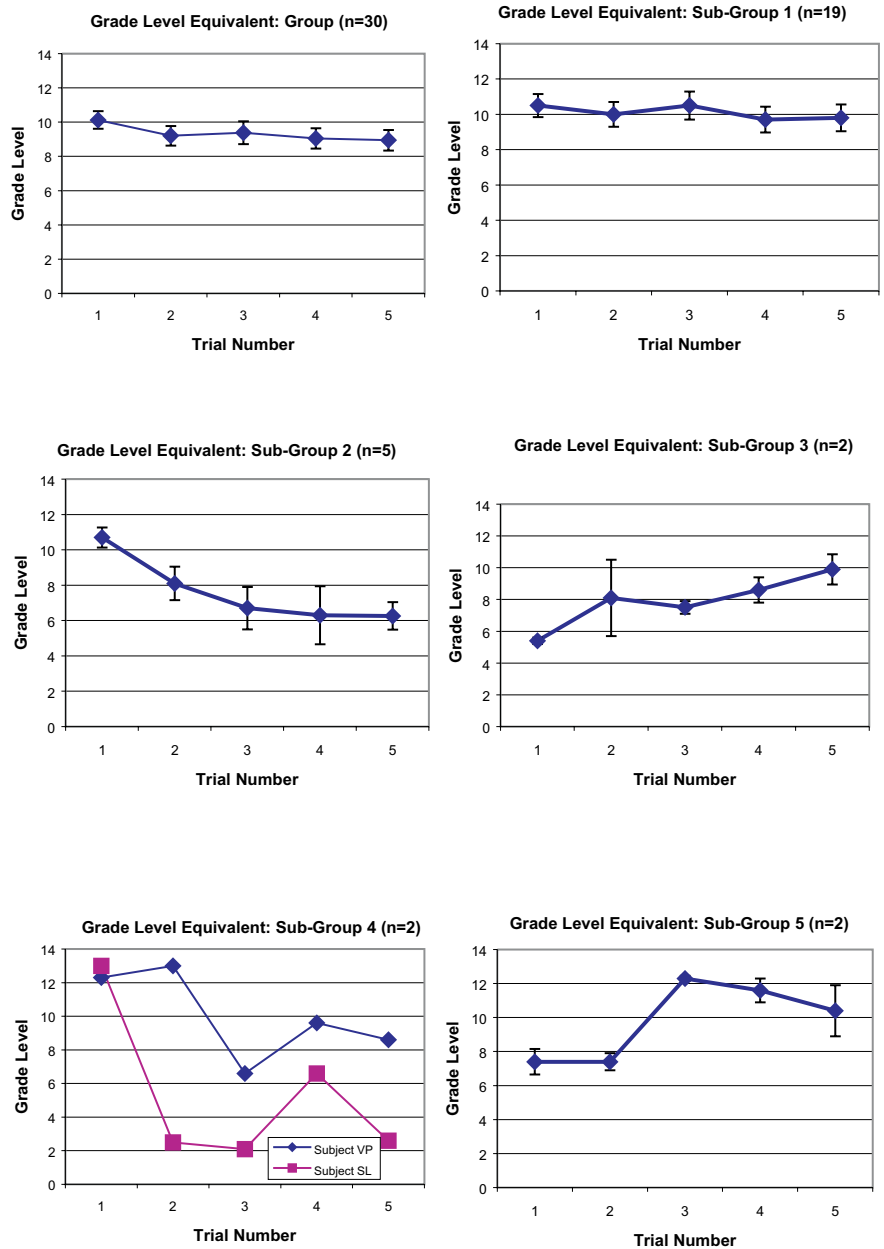 Grade Level Equivalent: Group (n=30)
14
12
10
8
6
4
2
0
Grade Level
1 2 3 4 5
Trial Number
Grade Level Equivalent: Sub-Group 1 (n=19)
14
12
10
8
6
4
2
0
Grade Level
1 2 3 4 5
Trial Number
Grade Level Equivalent: Sub-Group 2 (n=5)
14
12
10
8
6
4
2
0
Grade Level
1 2 3 4 5
Trial Number
Grade Level Equivalent: Sub-Group 3 (n=2)
14
12
10
8
6
4
2
0
Grade Level
1 2 3 4 5
Trial Number
Grade Level Equivalent: Sub-Group 4 (n=2)
14
12
10
8
6
4
2
0
Grade Level
Subject VP
Subject SL
1 2 3 4 5
Trial Number
Grade Level Equivalent: Sub-Group 5 (n=2)
14
12
10
8
6
4
2
0
Grade Level
1 2 3 4 5
Trial Number